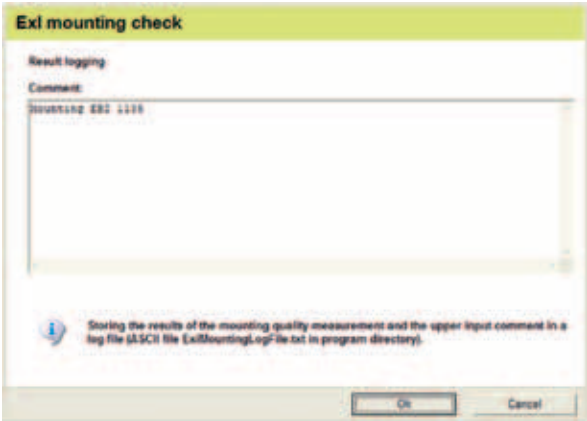 ExI mounting check
Result logging
Comment:
Mounting EBI 1135
Storing the results of the mounting quality measurement and the upper input comment in a
log file (ASCII file ExIMountingLogFile.txt in program directory).
Ok
Cancel